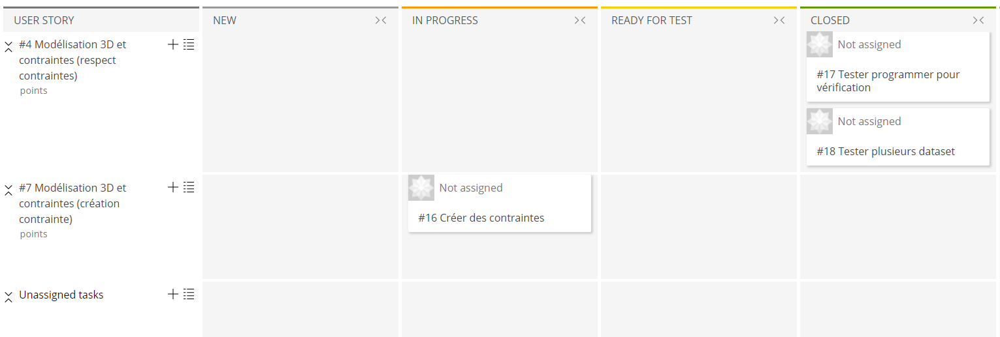 USER STORY
NEW
IN PROGRESS
READY FOR TEST
CLOSED
#4 Modélisation 3D et
contraintes (respect
contraintes)
points
Not assigned
#17 Tester programmer pour
vérification
Not assigned
#18 Tester plusieurs dataset
#7 Modélisation 3D et
contraintes (création
contrainte)
points
Not assigned
#16 Créer des contraintes
Unassigned tasks